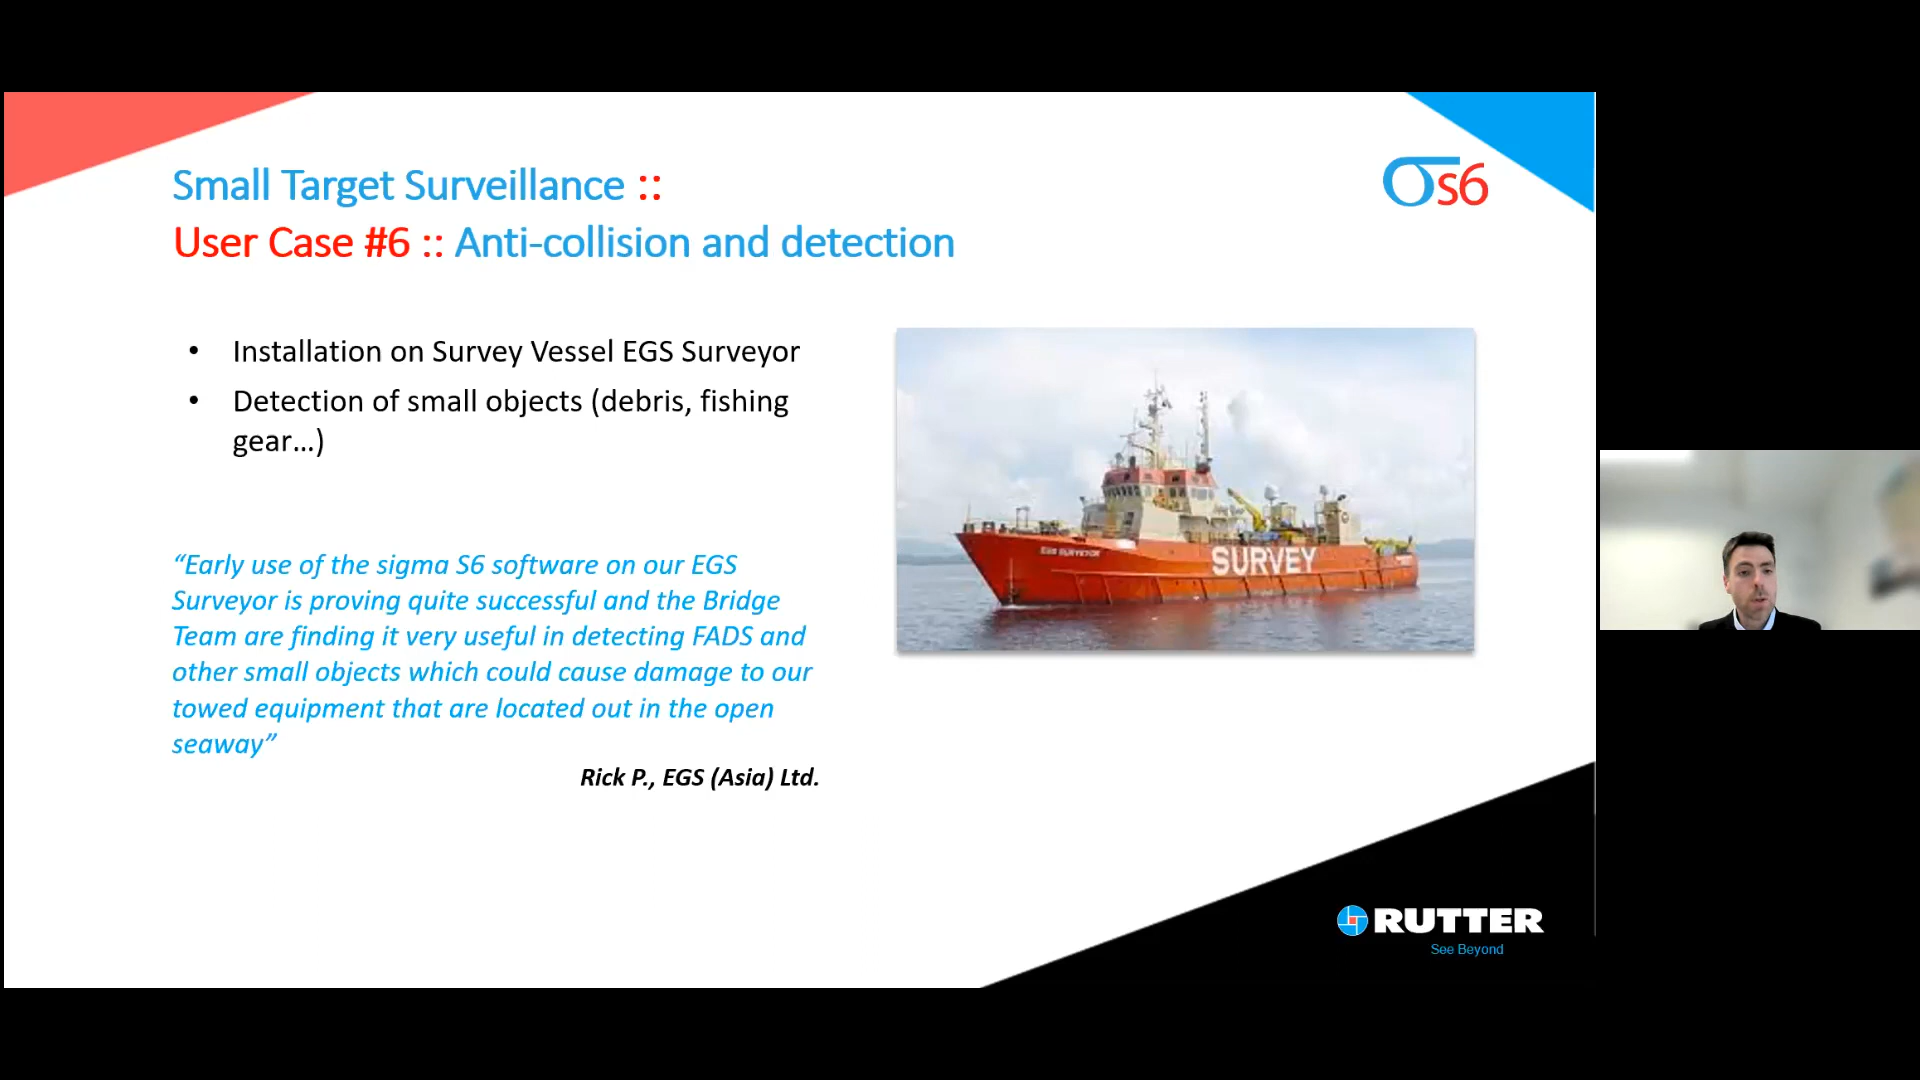 Small Target Surveillance ::
σs6
User Case #6 :: Anti-collision and detection
• Installation on Survey Vessel EGS Surveyor
• Detection of small objects (debris, fishing
gear...)
EGS SURVEYOR
SURVEY
“Early use of the sigma S6 software on our EGS
Surveyor is proving quite successful and the Bridge
Team are finding it very useful in detecting FADS and
other small objects which could cause damage to our
towed equipment that are located out in the open
seaway”
Rick P., EGS (Asia) Ltd.
RUTTER
See Beyond